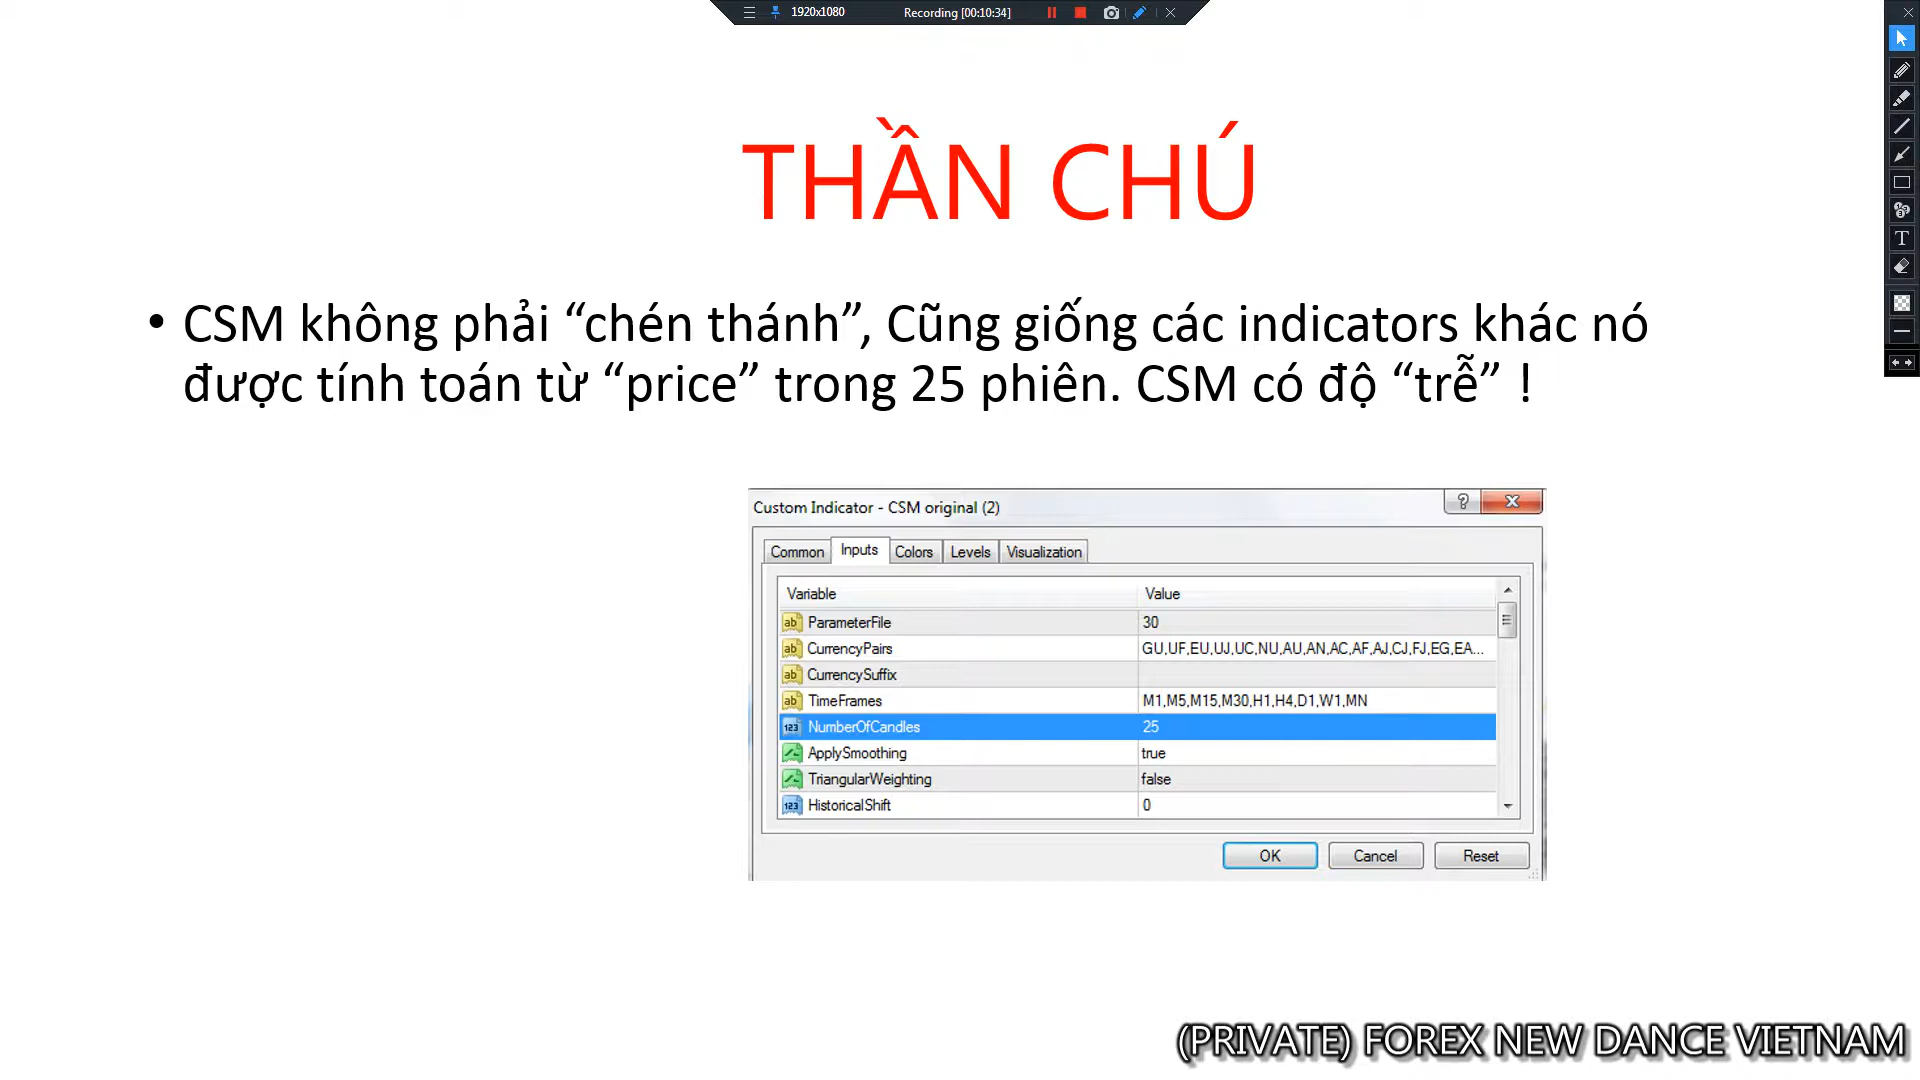 1920x1080 Recording [00:10:34]
THẦN CHÚ
• CSM không phải “chén thánh”, Cũng giống các indicators khác nó
được tính toán từ “price” trong 25 phiên. CSM có độ “trễ” !
Custom Indicator - CSM original (2)
Common Inputs Colors Levels Visualization
Variable Value
ParameterFile 30
CurrencyPairs GU,UF,EU,UJ,UC,NU,AU,AN,AC,AF,AJ,CJ,FJ,EG,EA...
CurrencySuffix
TimeFrames M1,M5,M15,M30,H1,H4,D1,W1,MN
NumberOfCandles 25
ApplySmoothing true
TriangularWeighting false
HistoricalShift 0
OK Cancel Reset
(PRIVATE) FOREX NEW DANCE VIETNAM